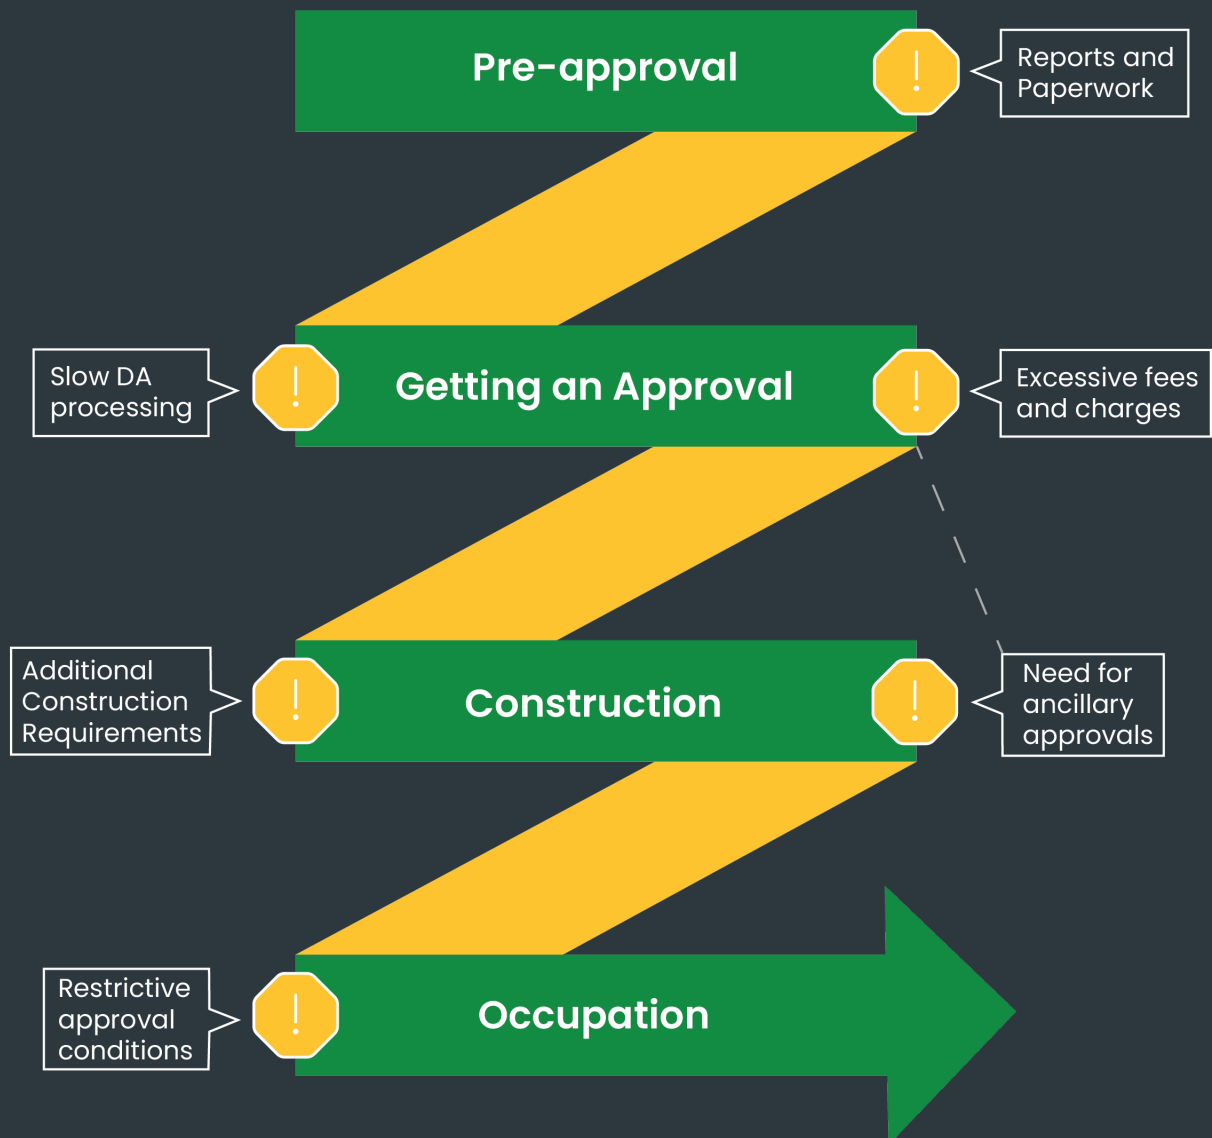 Pre-approval
Reports and
Paperwork
Slow DA
processing
Getting an Approval
Excessive fees
and charges
Additional
Construction
Requirements
Construction
Need for
ancillary
approvals
Restrictive
approval
conditions
Occupation